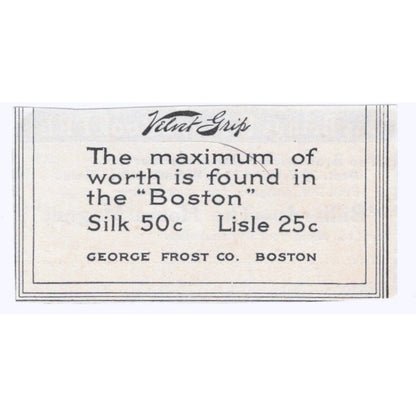 Velvet Grip
The maximum of
worth is found in
the "Boston"
Silk 50c Lisle 25c
GEORGE FROST CO. BOSTON